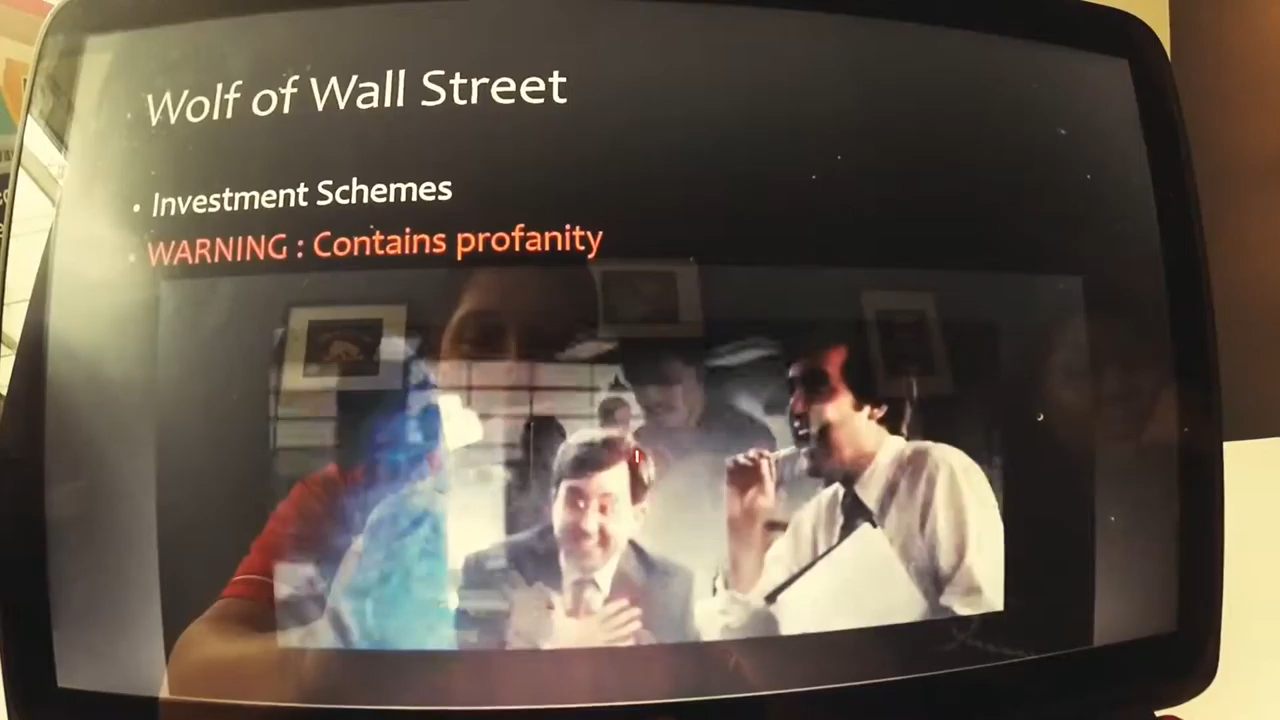 Wolf of Wall Street
• Investment Schemes
• WARNING : Contains profanity